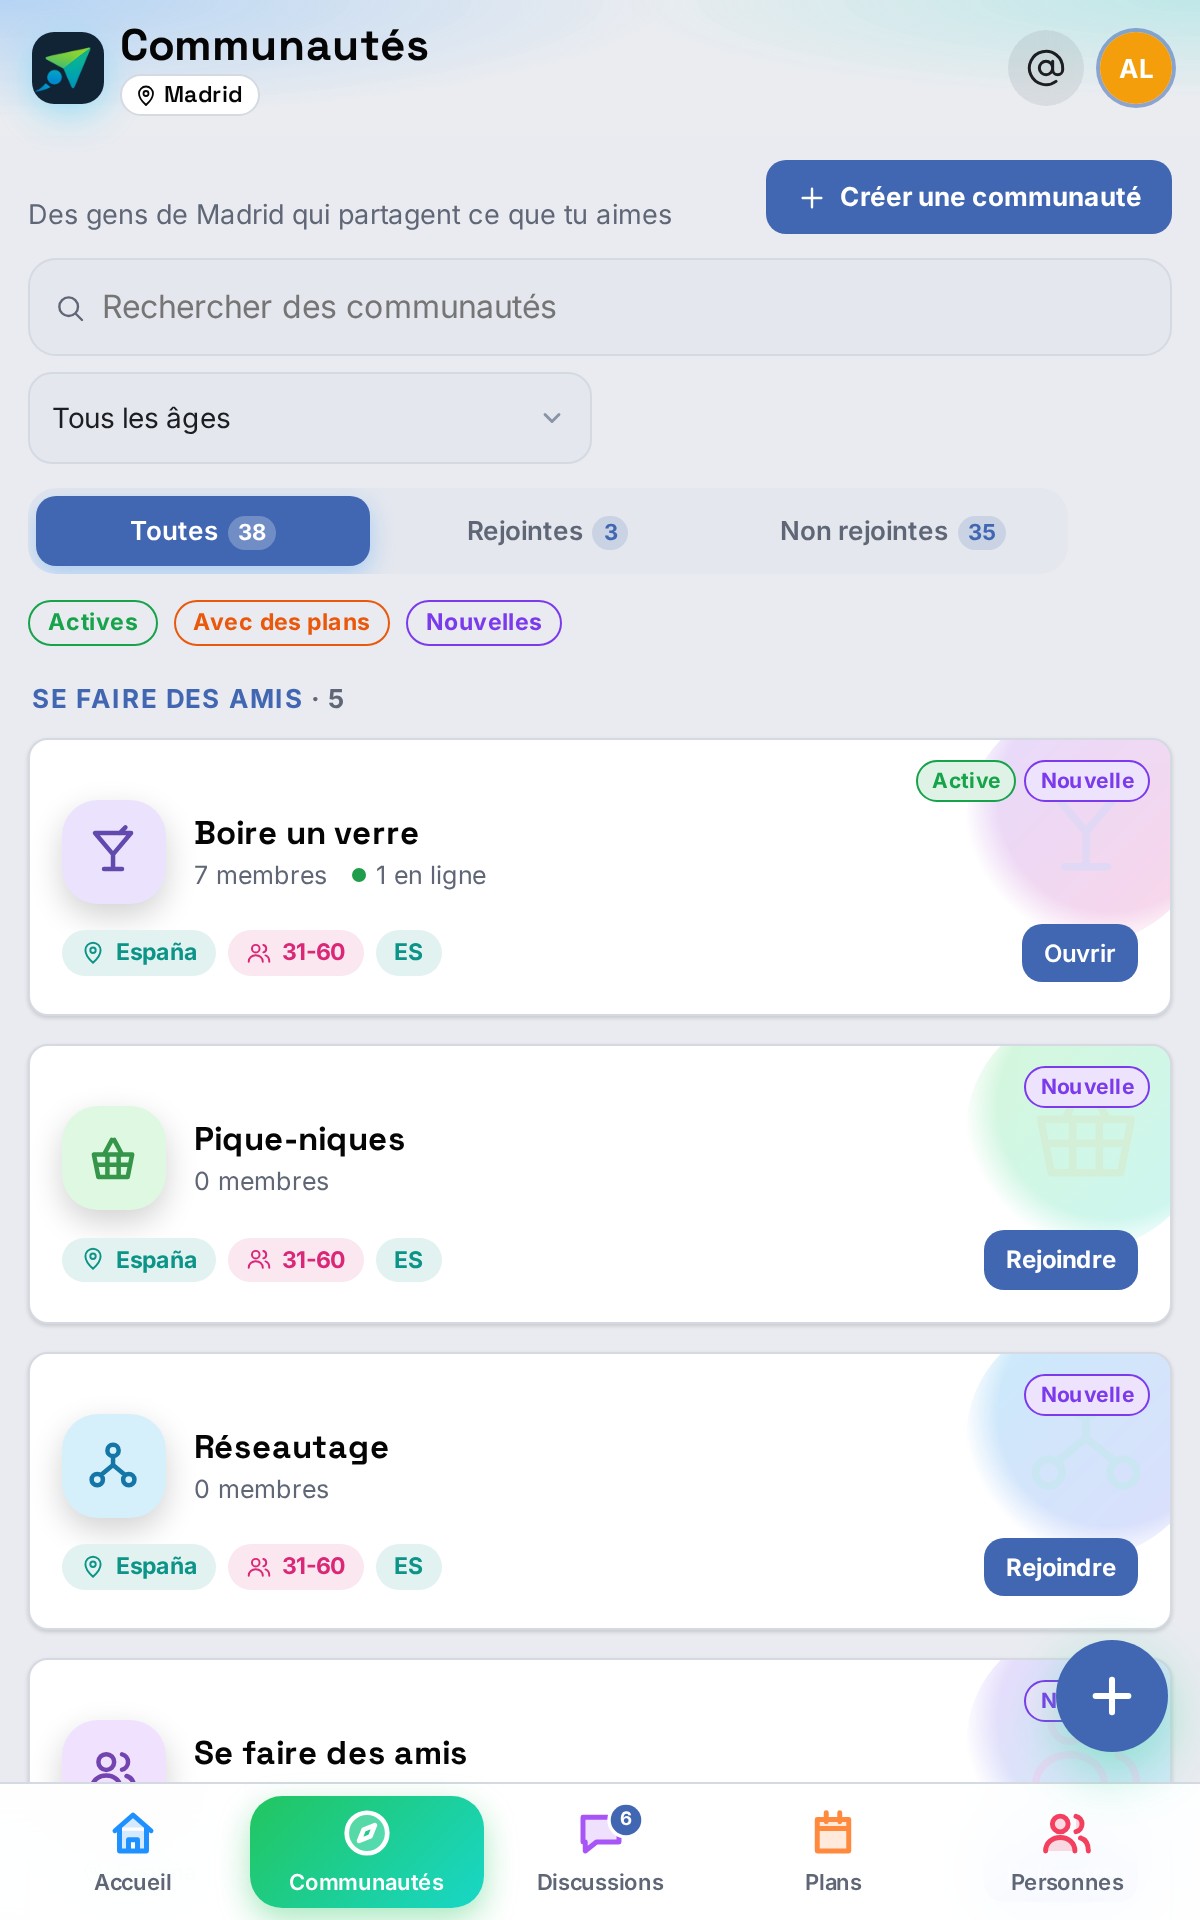 Communautés
Madrid
@
AL
Des gens de Madrid qui partagent ce que tu aimes
Créer une communauté
Rechercher des communautés
Tous les âges
Toutes 38
Rejointes 3
Non rejointes 35
Actives
Avec des plans
Nouvelles
SE FAIRE DES AMIS · 5
Active
Nouvelle
Boire un verre
7 membres
1 en ligne
España
31-60
ES
Ouvrir
Nouvelle
Pique-niques
0 membres
España
31-60
ES
Rejoindre
Nouvelle
Réseautage
0 membres
España
31-60
ES
Rejoindre
Se faire des amis
6
Accueil
Communautés
Discussions
Plans
Personnes